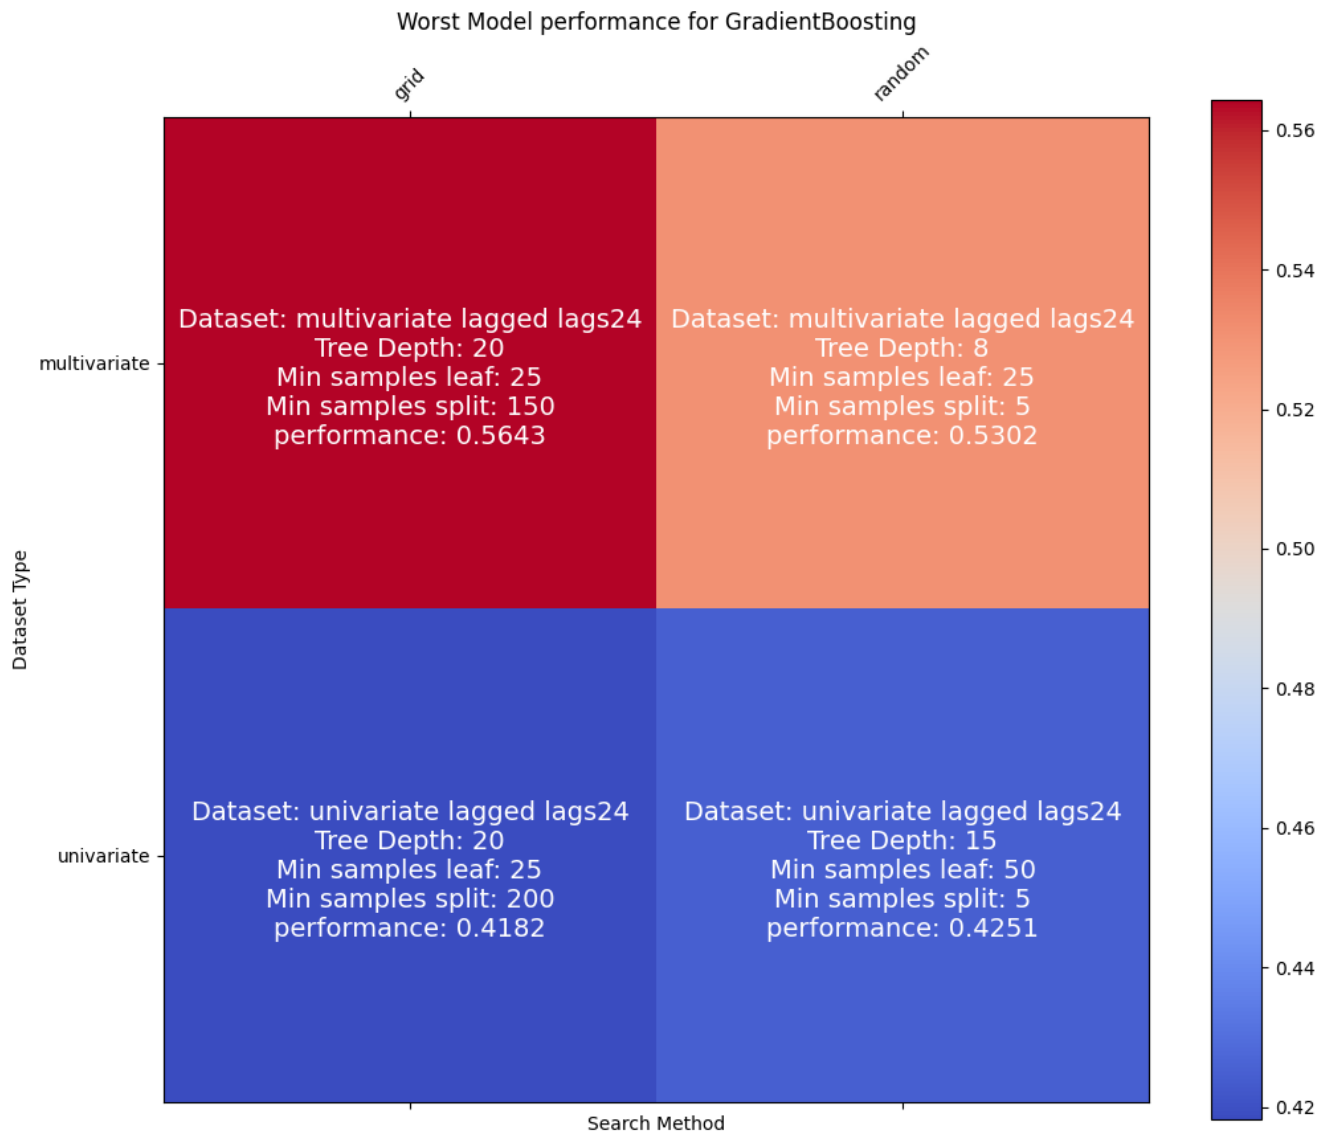 Worst Model performance for GradientBoosting
grid
random
Dataset: multivariate lagged lags24
Tree Depth: 20
Min samples leaf: 25
Min samples split: 150
performance: 0.5643
Dataset: multivariate lagged lags24
Tree Depth: 8
Min samples leaf: 25
Min samples split: 5
performance: 0.5302
multivariate
Dataset Type
univariate
Dataset: univariate lagged lags24
Tree Depth: 20
Min samples leaf: 25
Min samples split: 200
performance: 0.4182
Dataset: univariate lagged lags24
Tree Depth: 15
Min samples leaf: 50
Min samples split: 5
performance: 0.4251
Search Method
0.56
0.54
0.52
0.50
0.48
0.46
0.44
0.42